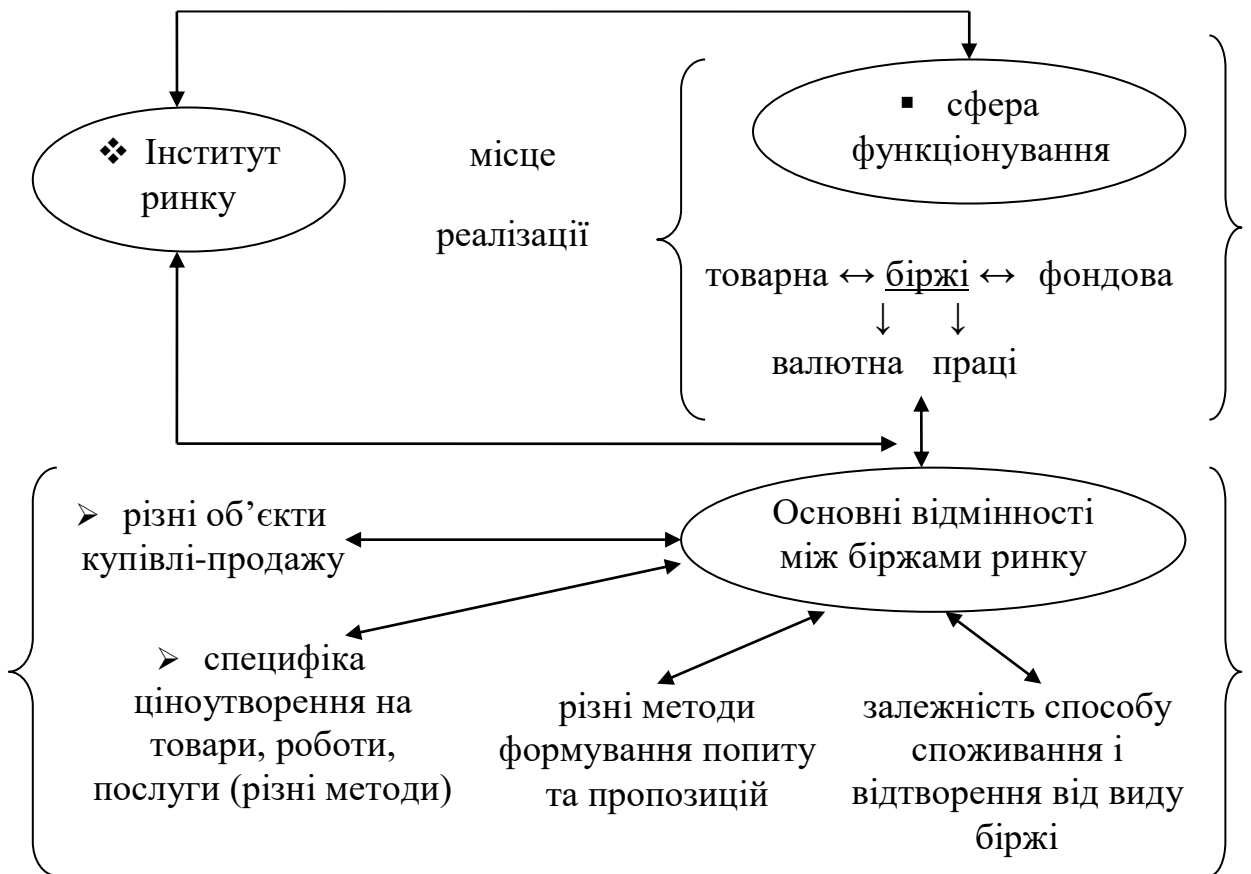 ❖ Інститут
ринку
місце
реалізації
▪ сфера
функціонування
товарна ↔ біржі ↔ фондова
↓ ↓
валютна праці
Основні відмінності
між біржами ринку
➢ різні об’єкти
купівлі-продажу
➢ специфіка
ціноутворення на
товари, роботи,
послуги (різні методи)
різні методи
формування попиту
та пропозицій
залежність способу
споживання і
відтворення від виду
біржі